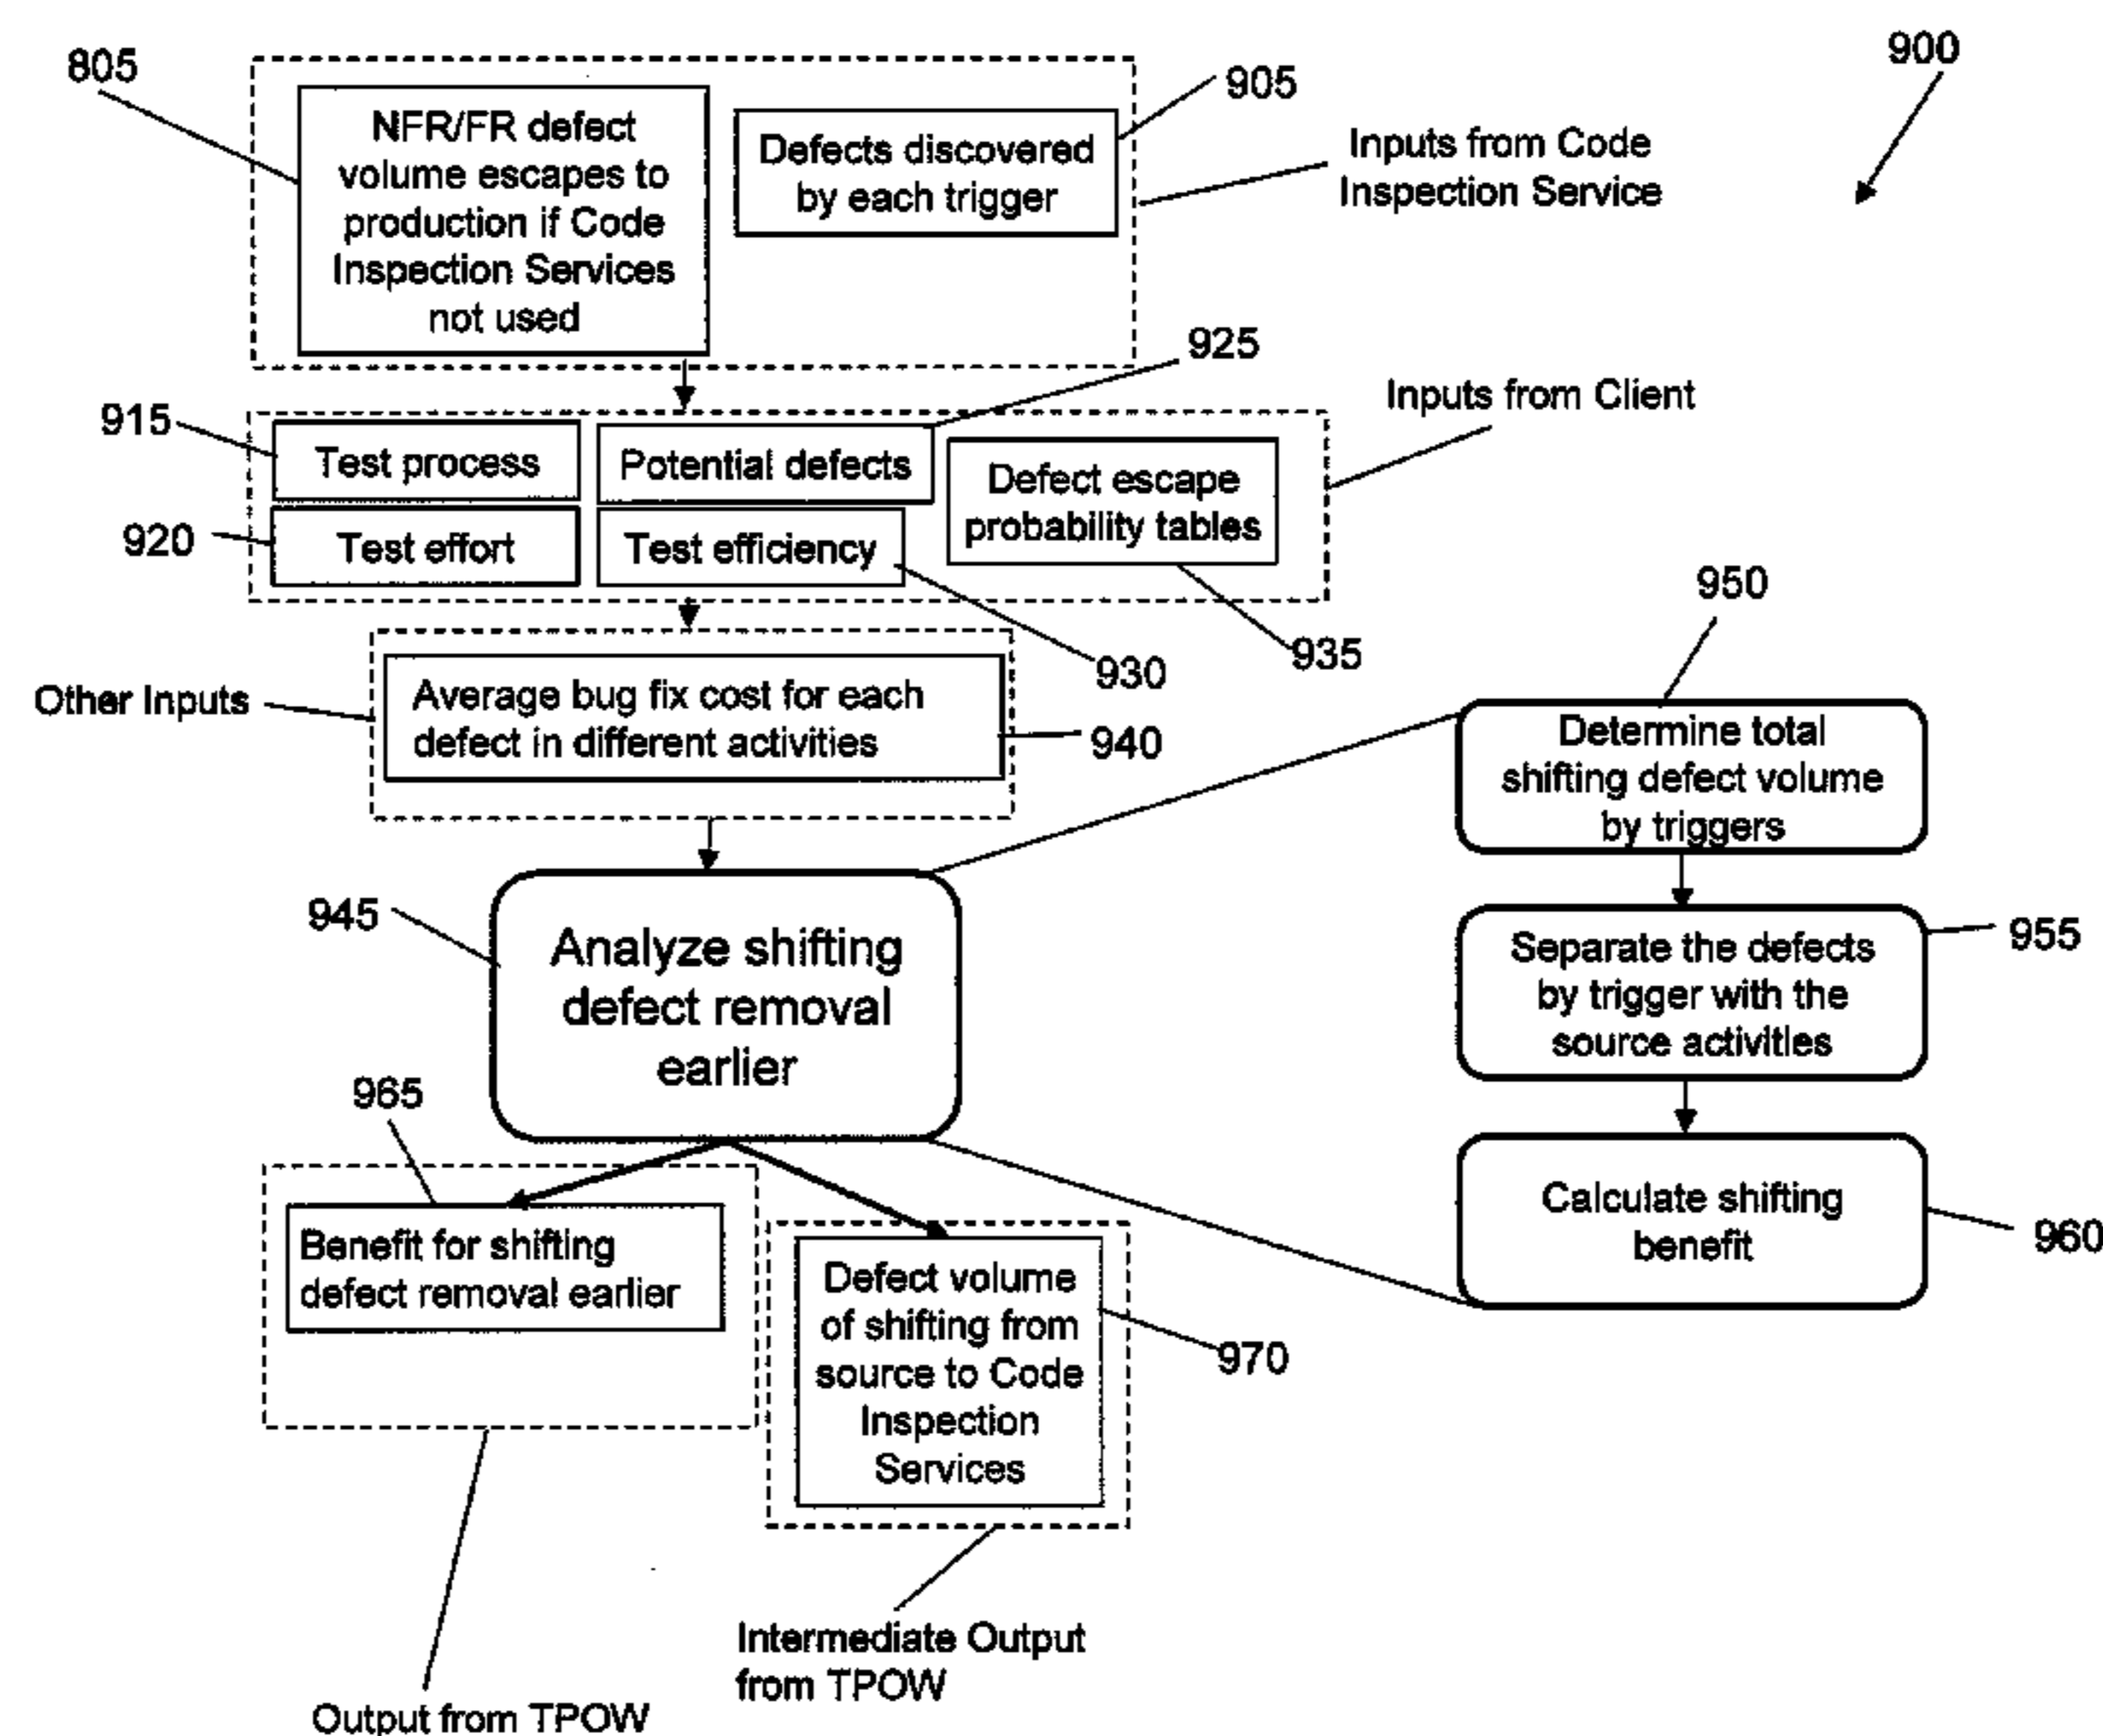 805
NFR/FR defect
volume escapes to
production if Code
Inspection Services
not used
Defects discovered
by each trigger
905
Inputs from Code
Inspection Service
900
925
Inputs from Client
915
Test process
Potential defects
Defect escape
probability tables
920
Test effort
Test efficiency
930
935
Other Inputs
Average bug fix cost for each
defect in different activities
940
950
Determine total
shifting defect volume
by triggers
945
Analyze shifting
defect removal
earlier
Separate the defects
by trigger with the
source activities
955
965
Benefit for shifting
defect removal earlier
Defect volume
of shifting from
source to Code
Inspection
Services
970
Calculate shifting
benefit
960
Intermediate Output
from TPOW
Output from TPOW